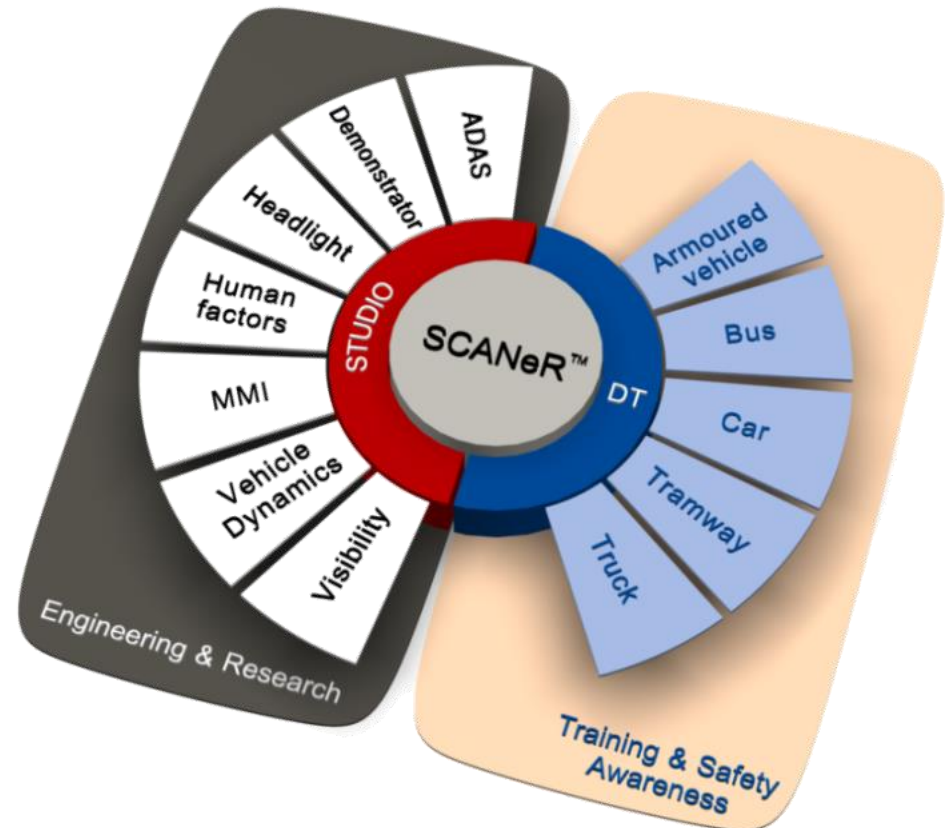 ADAS
Demonstrator
Headlight
Human
factors
MMI
Vehicle
Dynamics
Visibility
STUDIO
SCANeR™
DT
Armoured
vehicle
Bus
Car
Tramway
Truck
Engineering & Research
Training & Safety
Awareness